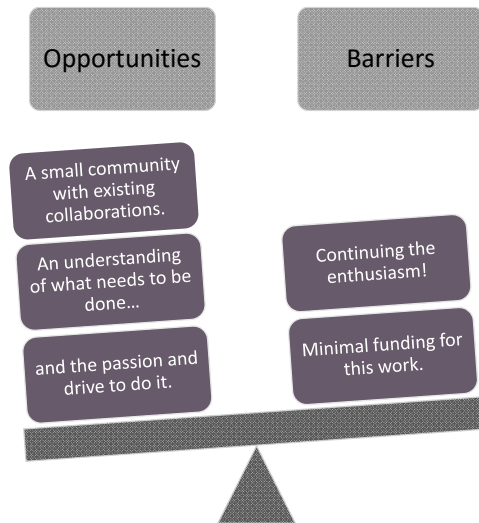 Opportunities
Barriers
A small community
with existing
collaborations.
An understanding
of what needs to be
done…
and the passion and
drive to do it.
Continuing the
enthusiasm!
Minimal funding for
this work.